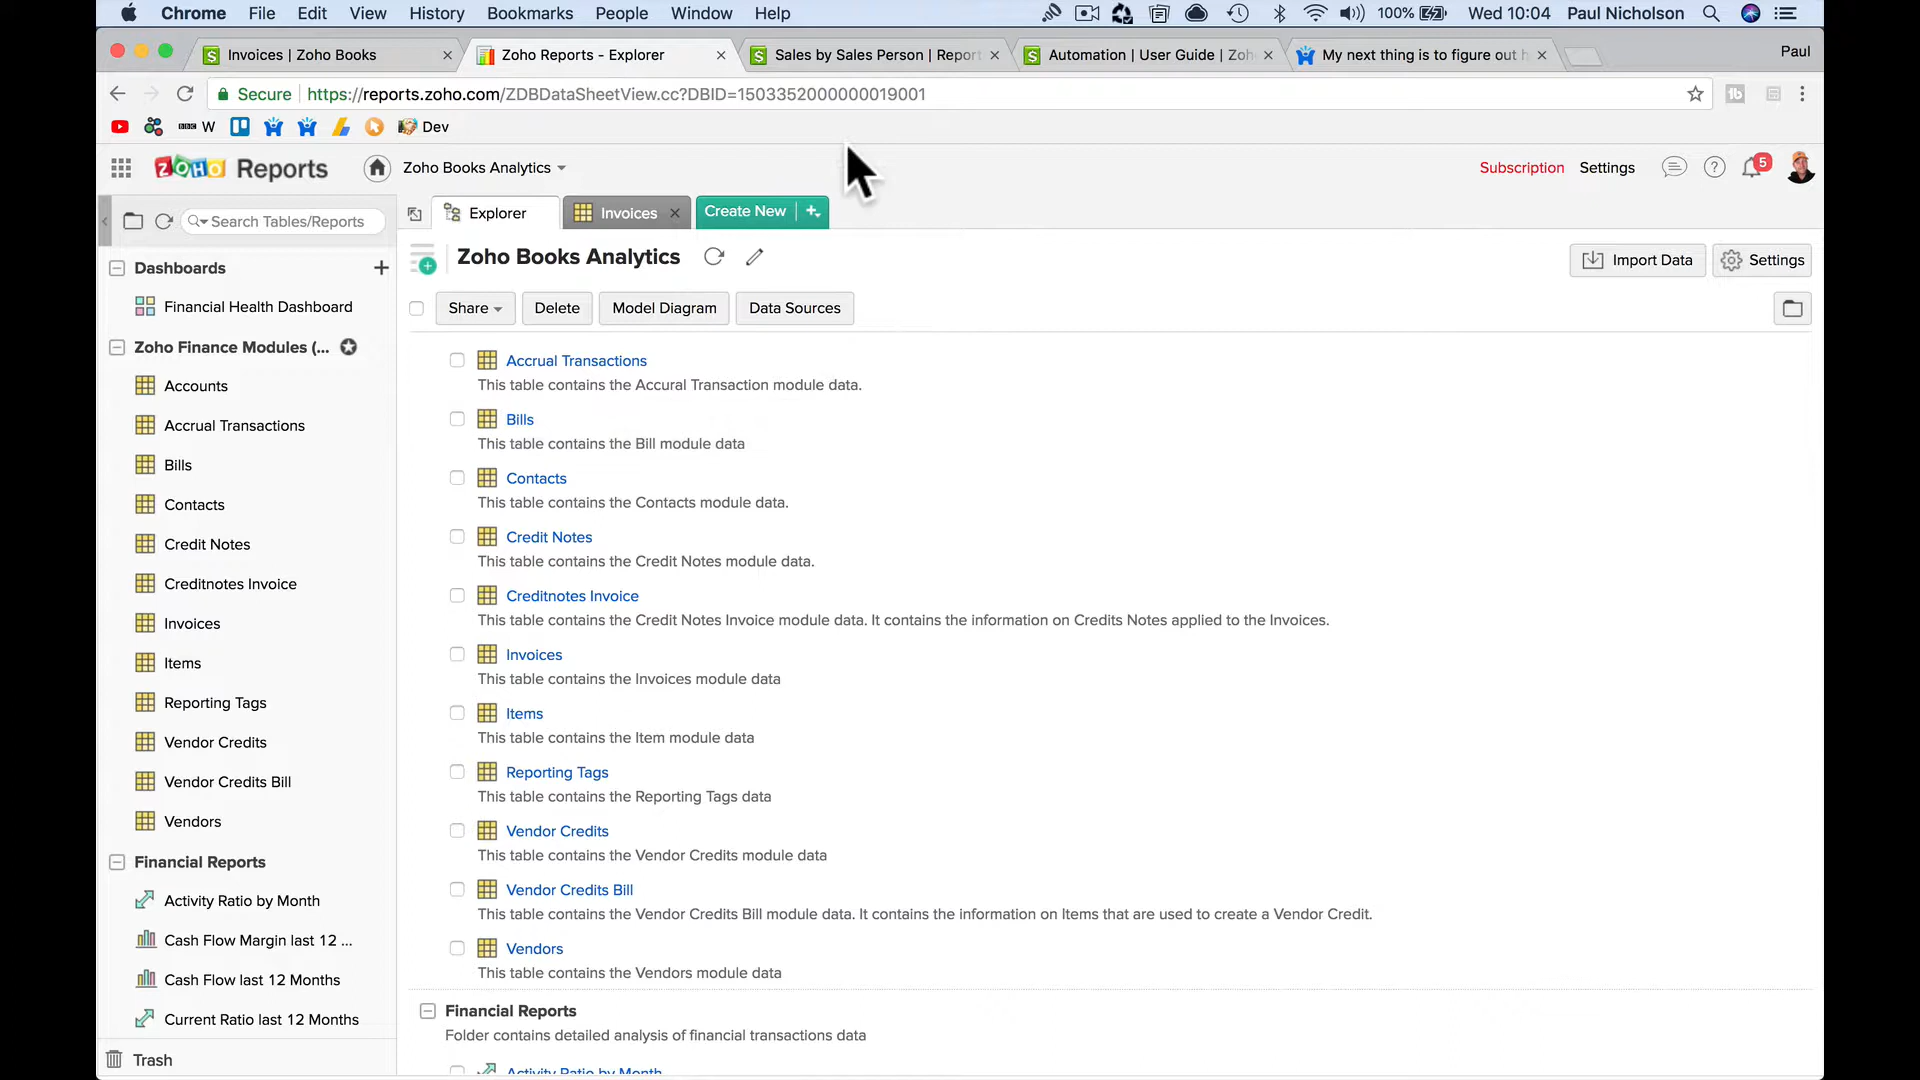 Chrome File Edit View History Bookmarks People Window Help 100% Wed 10:04 Paul Nicholson
Invoices | Zoho Books
Zoho Reports - Explorer
Sales by Sales Person | Report
Automation | User Guide | Zoh
My next thing is to figure out h
Paul
Secure https://reports.zoho.com/ZDBDataSheetView.cc?DBID=1503352000000019001
BBC W Dev
ZOHO Reports Zoho Books Analytics Subscription Settings 5
Search Tables/Reports
Explorer Invoices Create New
Dashboards
Financial Health Dashboard
Zoho Finance Modules (...
Accounts
Accrual Transactions
Bills
Contacts
Credit Notes
Creditnotes Invoice
Invoices
Items
Reporting Tags
Vendor Credits
Vendor Credits Bill
Vendors
Financial Reports
Activity Ratio by Month
Cash Flow Margin last 12 ...
Cash Flow last 12 Months
Current Ratio last 12 Months
Trash
Zoho Books Analytics
Import Data Settings
Share Delete Model Diagram Data Sources
Accrual Transactions
This table contains the Accural Transaction module data.
Bills
This table contains the Bill module data
Contacts
This table contains the Contacts module data.
Credit Notes
This table contains the Credit Notes module data.
Creditnotes Invoice
This table contains the Credit Notes Invoice module data. It contains the information on Credits Notes applied to the Invoices.
Invoices
This table contains the Invoices module data
Items
This table contains the Item module data
Reporting Tags
This table contains the Reporting Tags data
Vendor Credits
This table contains the Vendor Credits module data
Vendor Credits Bill
This table contains the Vendor Credits Bill module data. It contains the information on Items that are used to create a Vendor Credit.
Vendors
This table contains the Vendors module data
Financial Reports
Folder contains detailed analysis of financial transactions data
Activity Ratio by Month